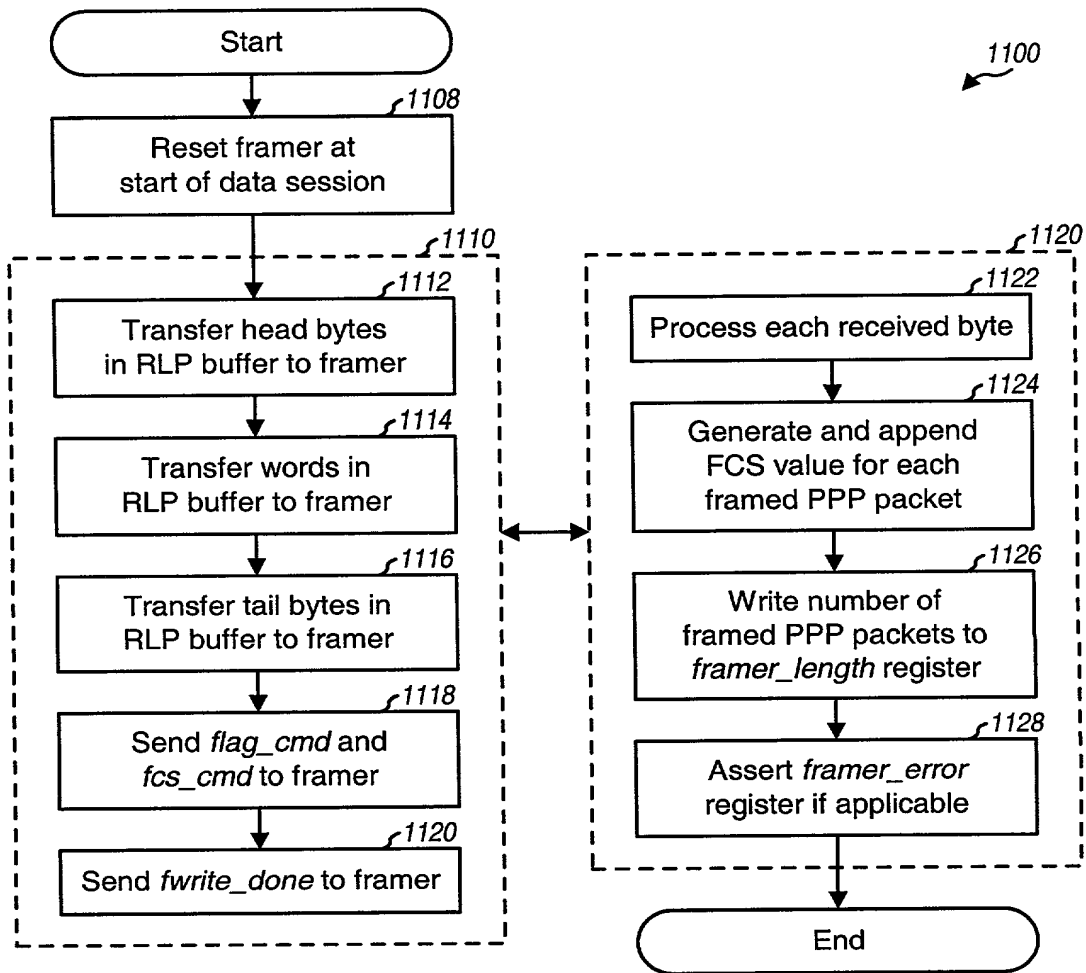 Start
1100
1108
Reset framer at
start of data session
1110
1112
Transfer head bytes
in RLP buffer to framer
1114
Transfer words in
RLP buffer to framer
1116
Transfer tail bytes in
RLP buffer to framer
1118
Send flag_cmd and
fcs_cmd to framer
1120
Send fwrite_done to framer
1120
1122
Process each received byte
1124
Generate and append
FCS value for each
framed PPP packet
1126
Write number of
framed PPP packets to
framer_length register
1128
Assert framer_error
register if applicable
End